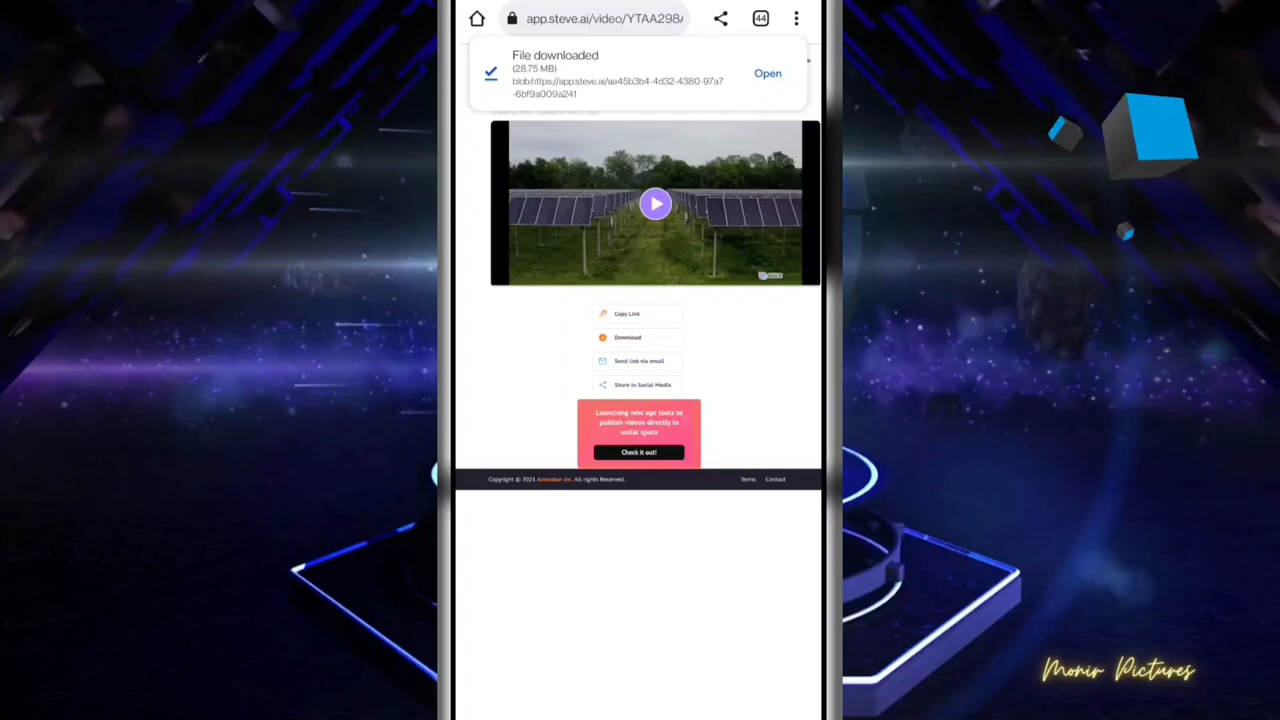 app.steve.ai/video/YTAA298
44
File downloaded
(28.75 MB)
blob:https://app.steve.ai/aa45b3b4-4d32-4380-97a7
-6bf9a009a241
Copy Link
Download
Send link via email
Share in Social Media
Launching new age tools to
publish videos directly to
social space
Check it out!
Copyright © 2021 Animaker Inc. All rights Reserved.
Terms Contact
Monir Pictures